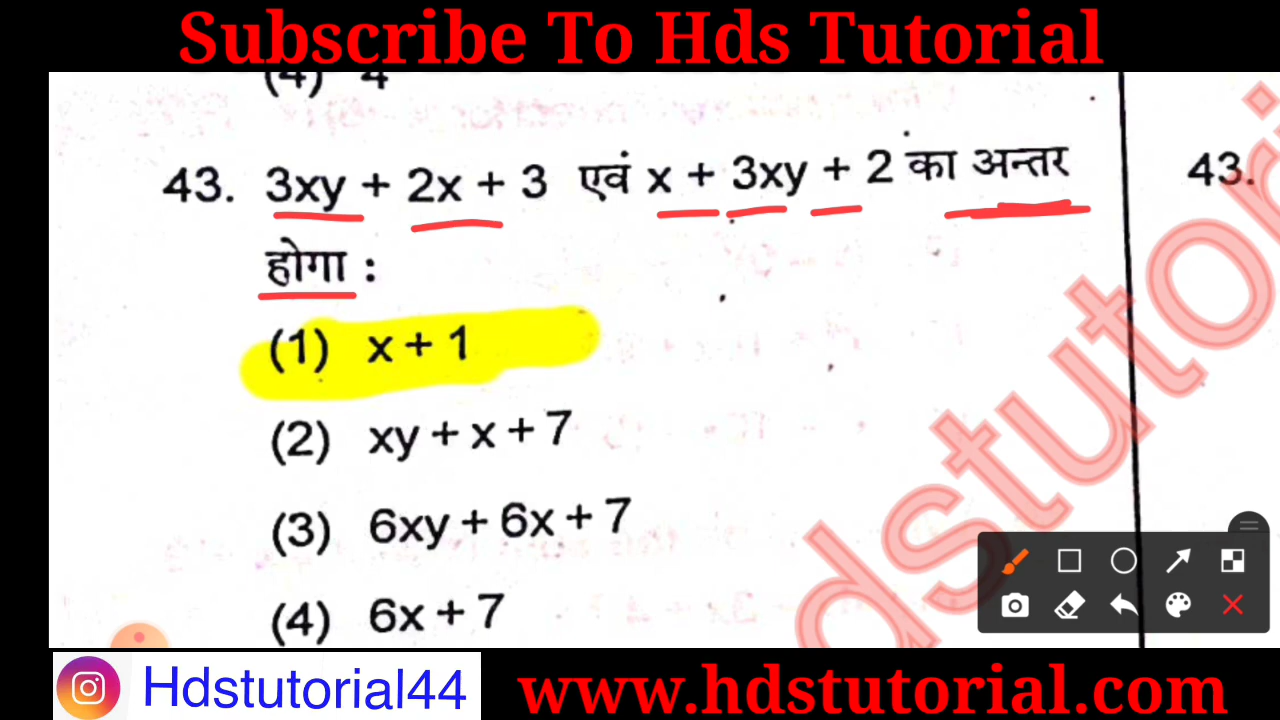 Subscribe To Hds Tutorial
(4) 4
43. 3xy + 2x + 3 एवं x + 3xy + 2 का अन्तर
होगा :
(1) x + 1
(2) xy + x + 7
(3) 6xy + 6x + 7
(4) 6x + 7
43.
dstutor
Hdstutorial44
www.hdstutorial.com